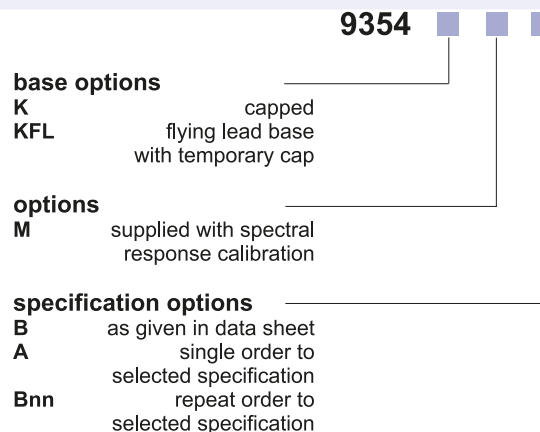 9354
base options
K capped
KFL flying lead base
with temporary cap
options
M supplied with spectral
response calibration
specification options
B as given in data sheet
A single order to
selected specification
Bnn repeat order to
selected specification